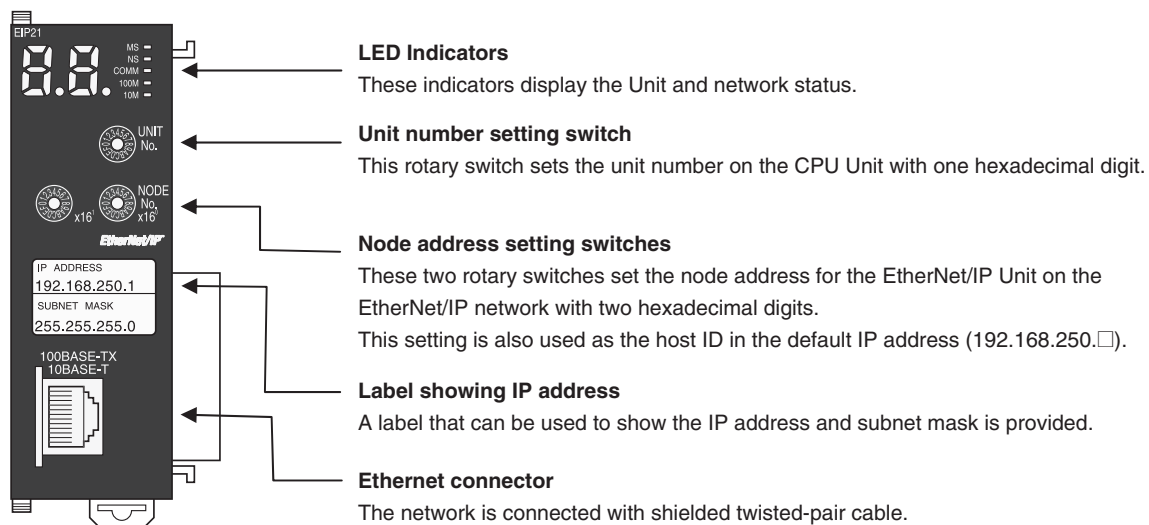 EIP21
8.8.
MS
NS
COMM
100M
10M
UNIT
No.
NODE
No.
x16¹
x16⁰
EtherNet/IP™
IP ADDRESS
192.168.250.1
SUBNET MASK
255.255.255.0
100BASE-TX
10BASE-T
LED Indicators
These indicators display the Unit and network status.
Unit number setting switch
This rotary switch sets the unit number on the CPU Unit with one hexadecimal digit.
Node address setting switches
These two rotary switches set the node address for the EtherNet/IP Unit on the
EtherNet/IP network with two hexadecimal digits.
This setting is also used as the host ID in the default IP address (192.168.250.□).
Label showing IP address
A label that can be used to show the IP address and subnet mask is provided.
Ethernet connector
The network is connected with shielded twisted-pair cable.